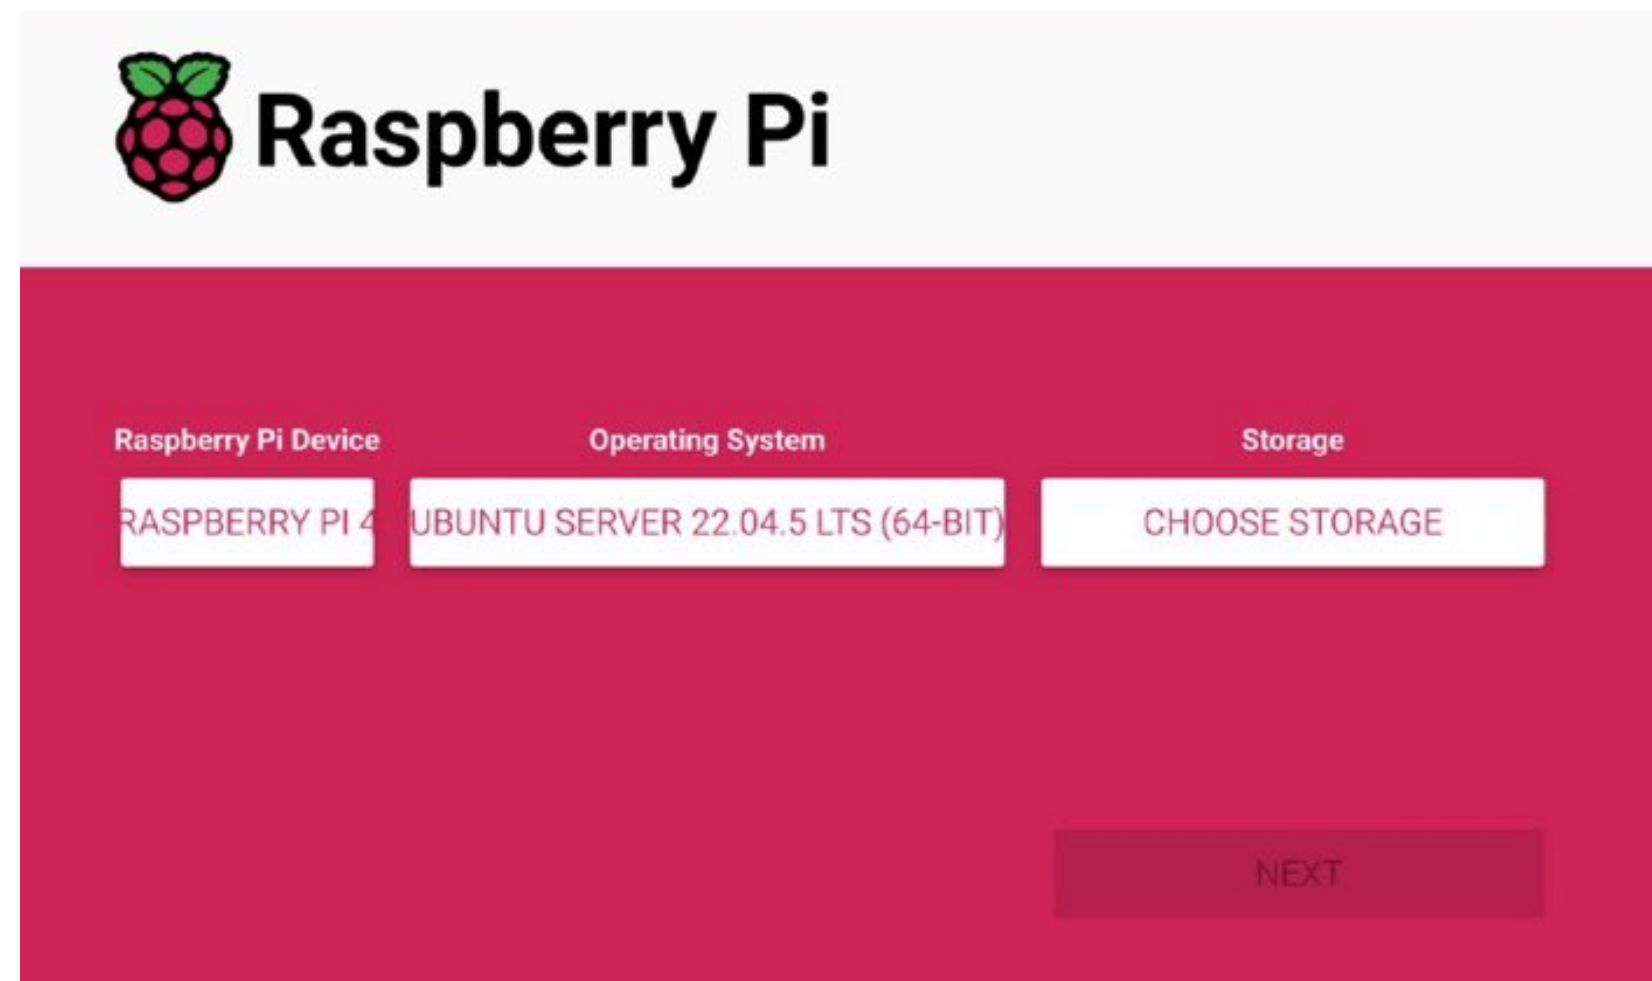 Raspberry Pi
Raspberry Pi Device
Operating System
Storage
RASPBERRY PI 4
UBUNTU SERVER 22.04.5 LTS (64-BIT)
CHOOSE STORAGE
NEXT